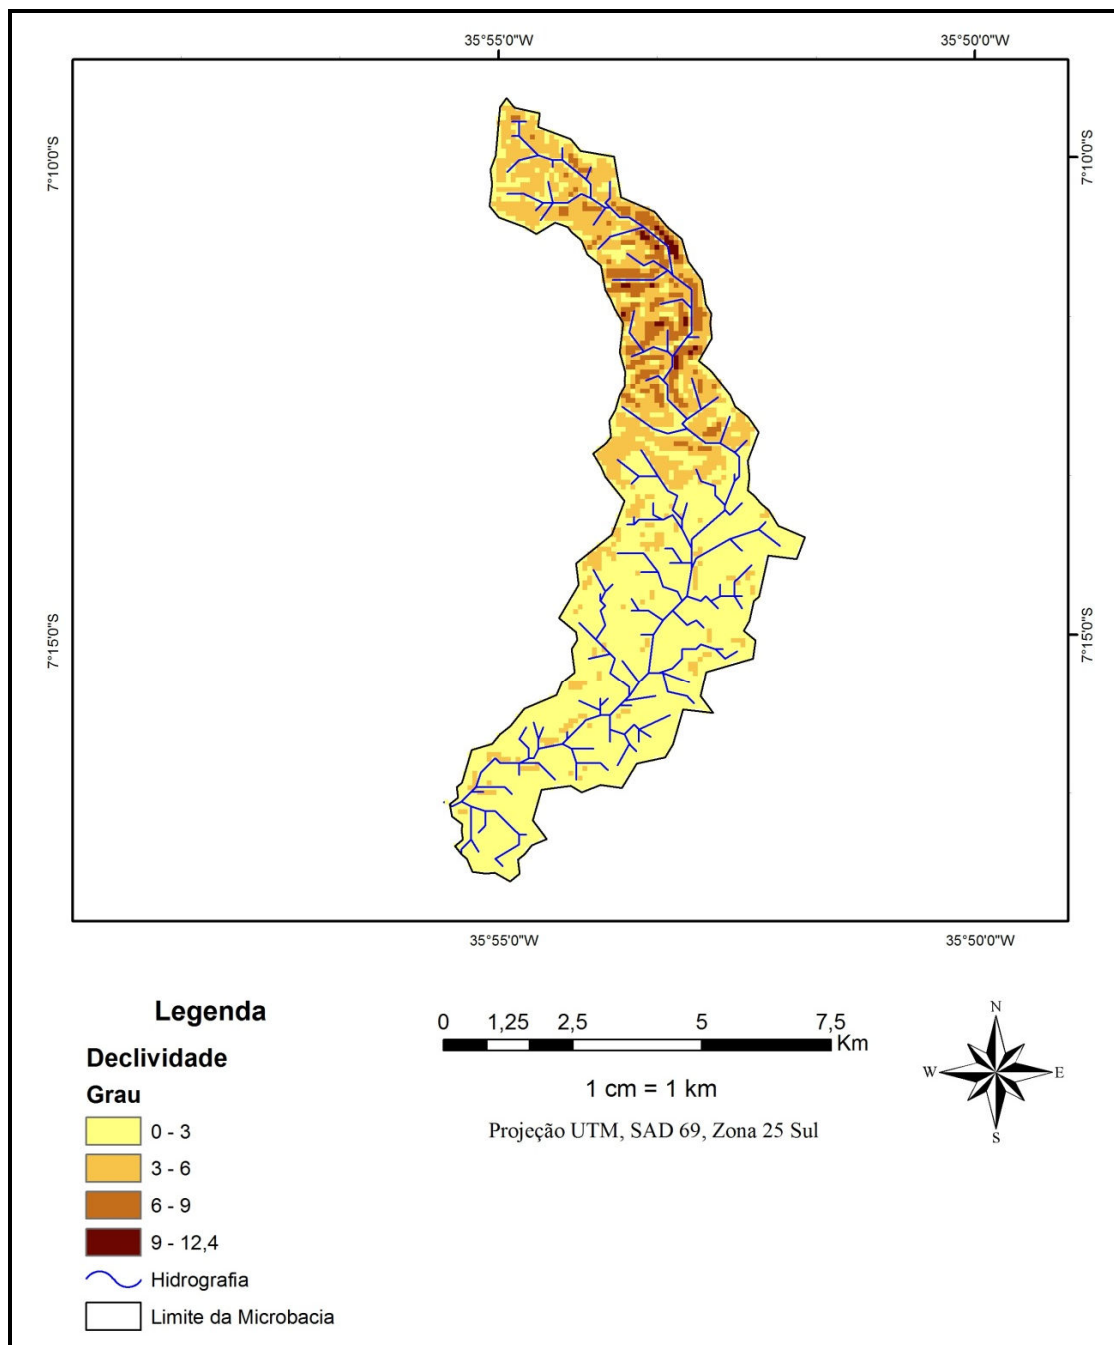 35°55'0"W 35°50'0"W
7°10'0"S 7°10'0"S
7°15'0"S 7°15'0"S
35°55'0"W 35°50'0"W
Legenda
Declividade
Grau
0 - 3
3 - 6
6 - 9
9 - 12,4
Hidrografia
Limite da Microbacia
0 1,25 2,5 5 7,5
Km
1 cm = 1 km
Projeção UTM, SAD 69, Zona 25 Sul
N
W E
S